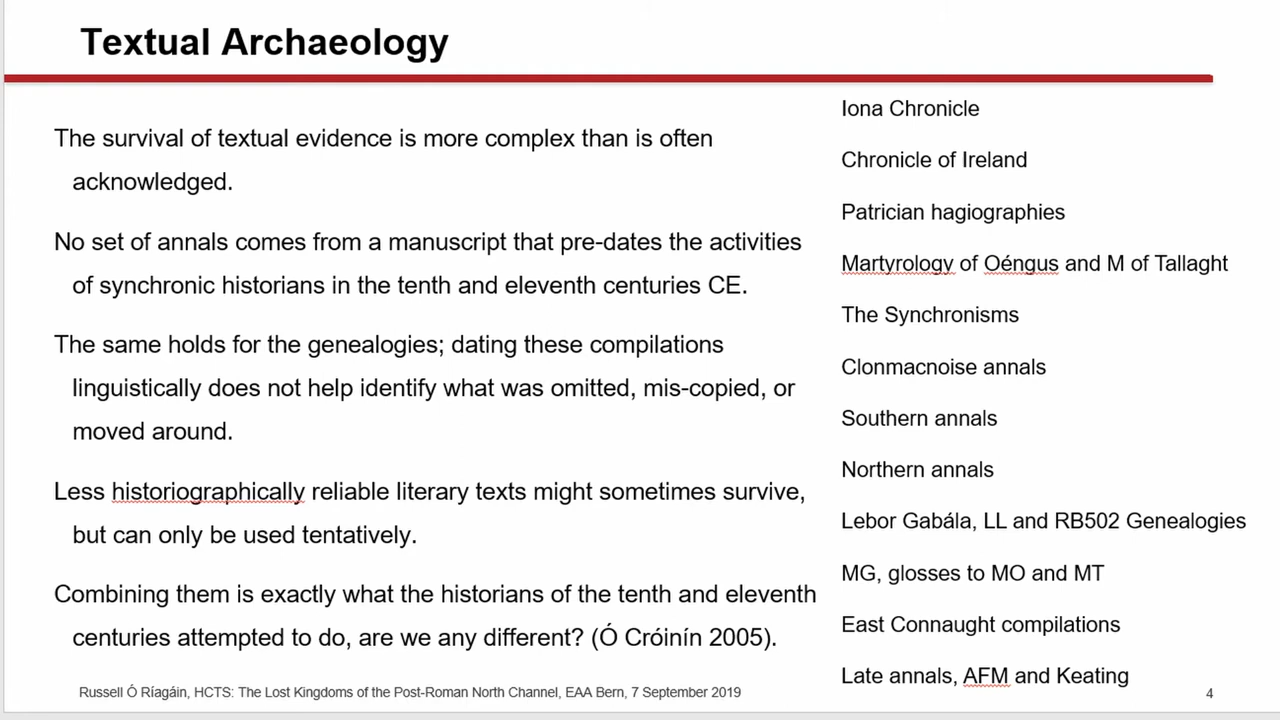 Textual Archaeology
The survival of textual evidence is more complex than is often
acknowledged.
No set of annals comes from a manuscript that pre-dates the activities
of synchronic historians in the tenth and eleventh centuries CE.
The same holds for the genealogies; dating these compilations
linguistically does not help identify what was omitted, mis-copied, or
moved around.
Less historiographically reliable literary texts might sometimes survive,
but can only be used tentatively.
Combining them is exactly what the historians of the tenth and eleventh
centuries attempted to do, are we any different? (Ó Cróinín 2005).
Iona Chronicle
Chronicle of Ireland
Patrician hagiographies
Martyrology of Oéngus and M of Tallaght
The Synchronisms
Clonmacnoise annals
Southern annals
Northern annals
Lebor Gabála, LL and RB502 Genealogies
MG, glosses to MO and MT
East Connaught compilations
Late annals, AFM and Keating
Russell Ó Ríagáin, HCTS: The Lost Kingdoms of the Post-Roman North Channel, EAA Bern, 7 September 2019
4